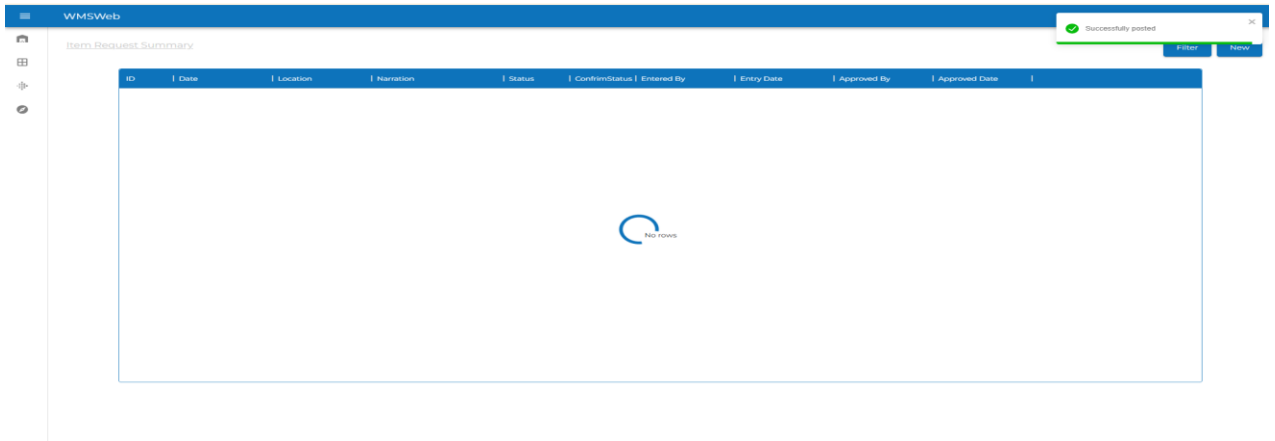 WMSWeb
Successfully posted
Item Request Summary
Filter New
ID | Date | Location | Narration | Status | ConfrimStatus | Entered By | Entry Date | Approved By | Approved Date |
No rows